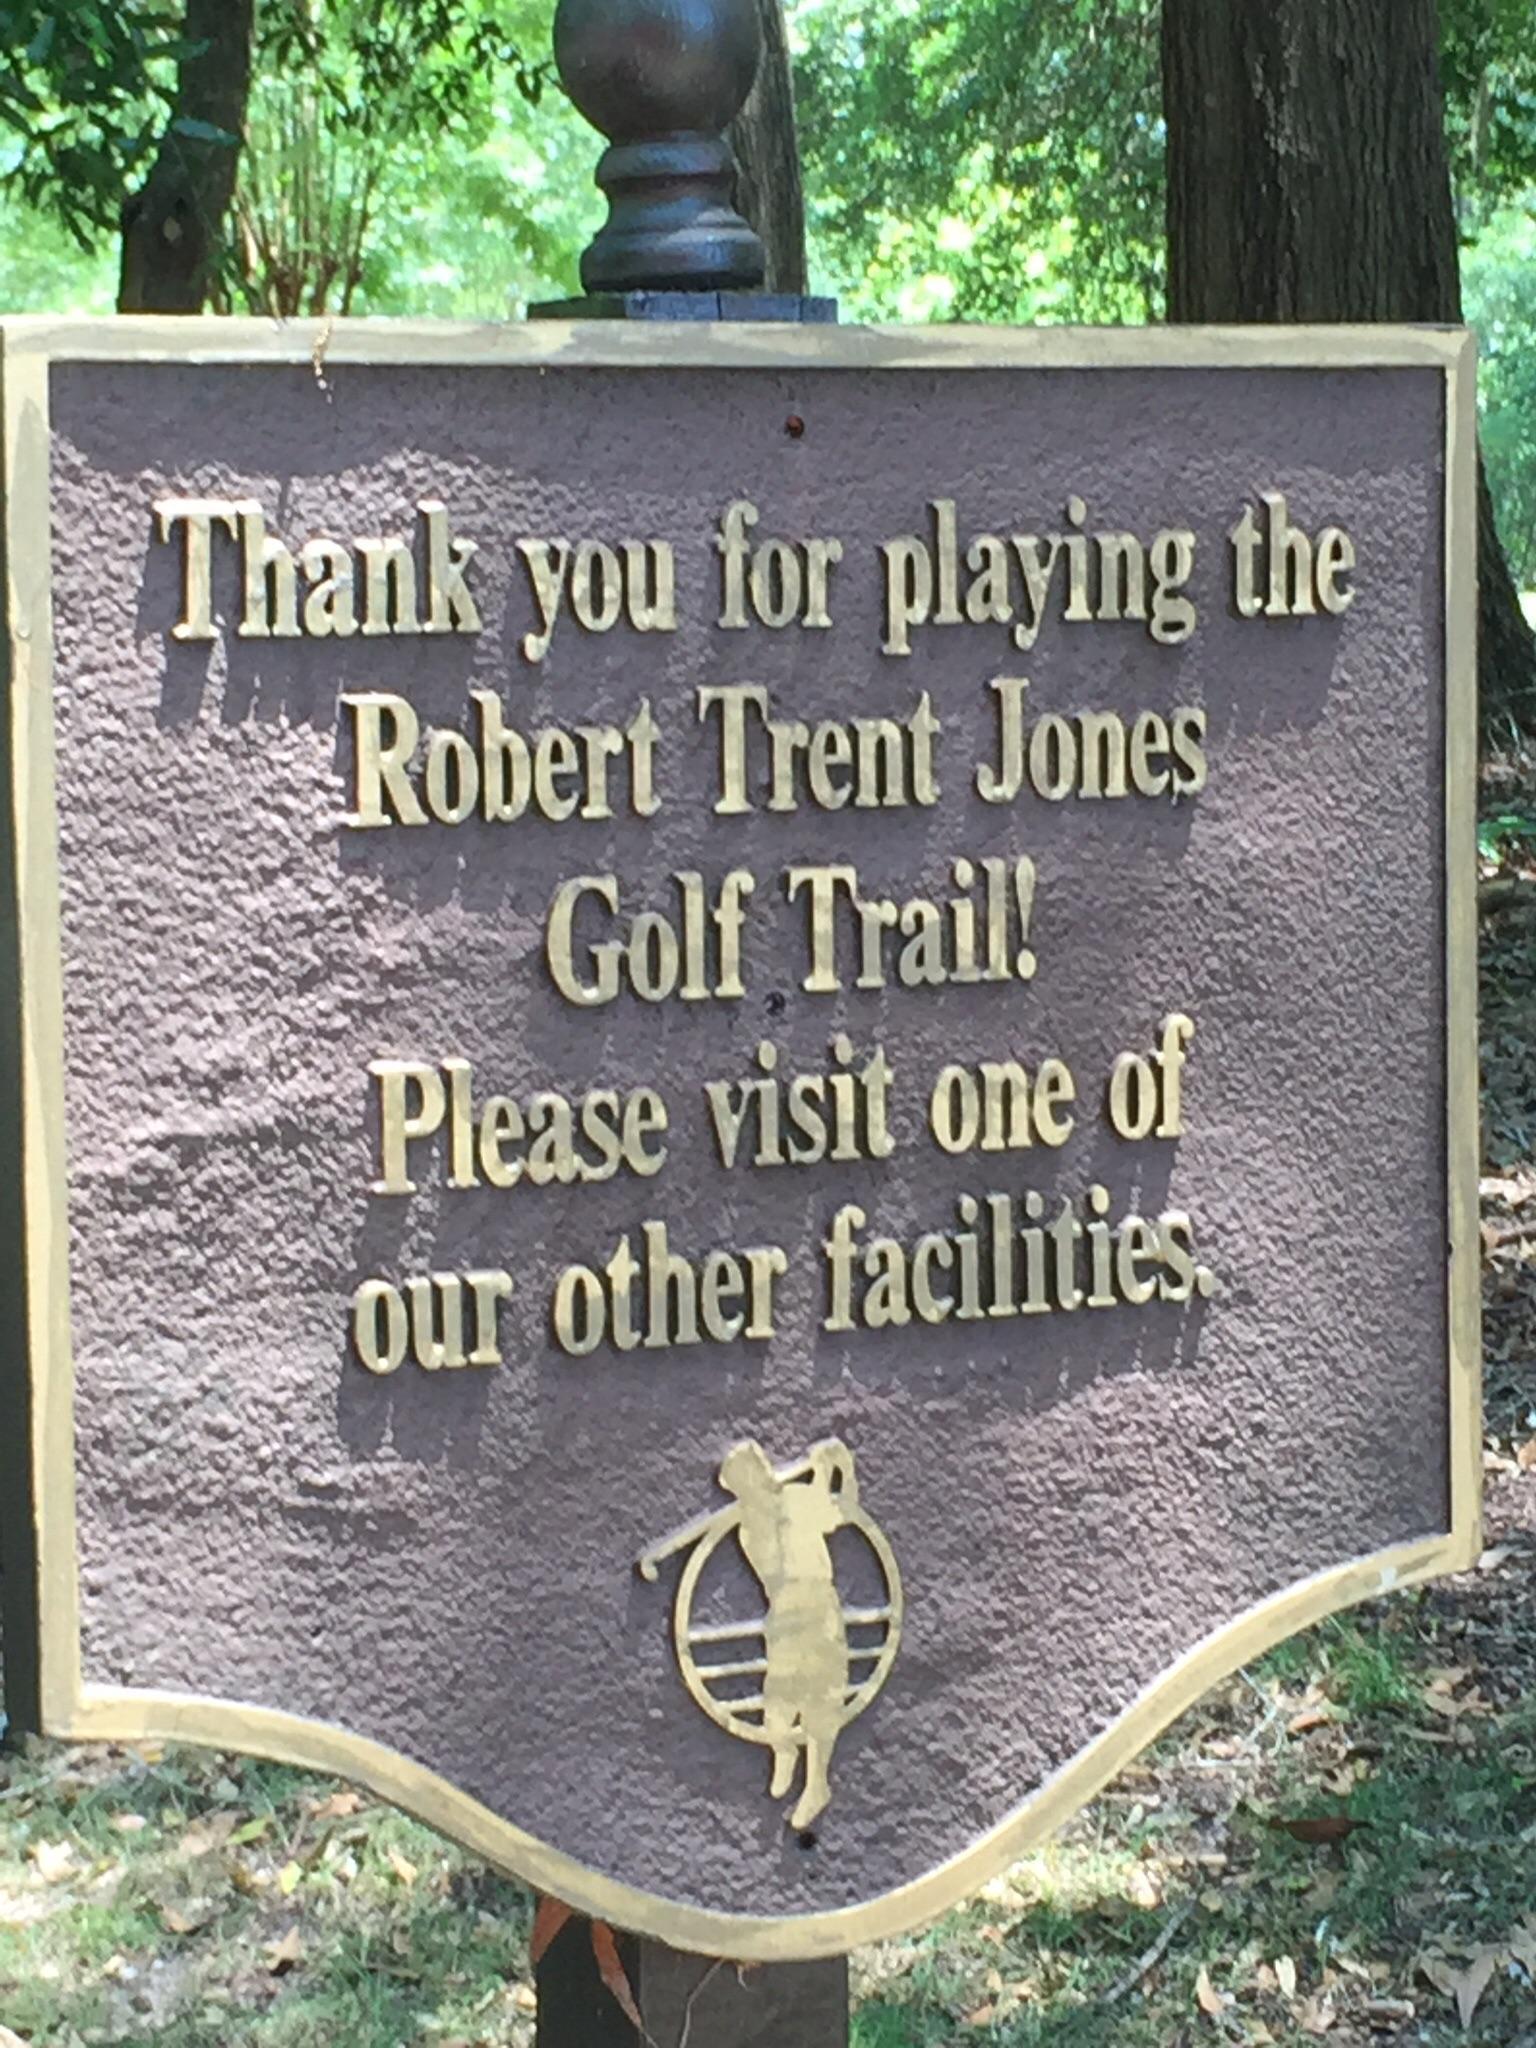 Thank you for playing the
Robert Trent Jones
Golf Trail!
Please visit one of
our other facilities.